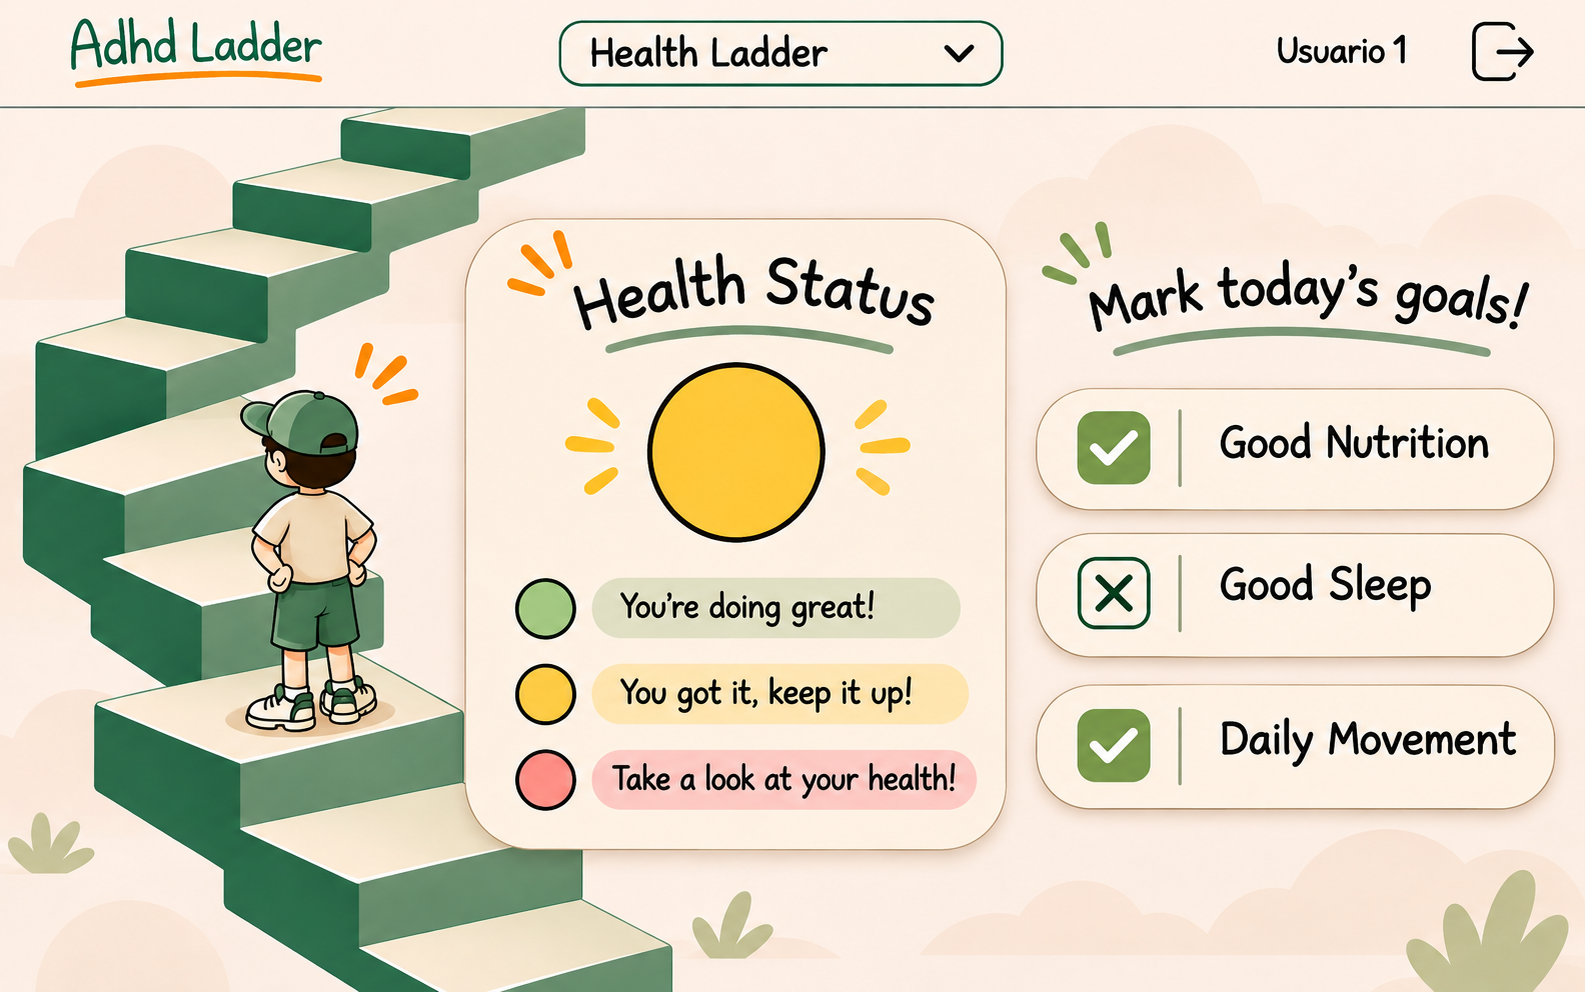 Adhd Ladder
Health Ladder
Usuario 1
Health Status
You're doing great!
You got it, keep it up!
Take a look at your health!
Mark today's goals!
Good Nutrition
Good Sleep
Daily Movement